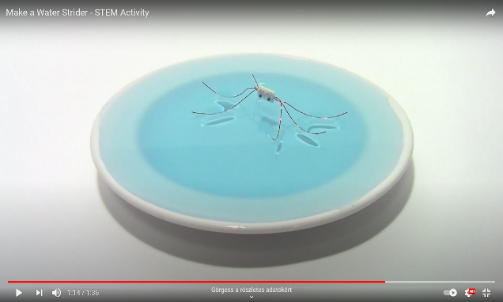 Make a Water Strider - STEM Activity
1:14 / 1:36
Görgess a részletes adatokért